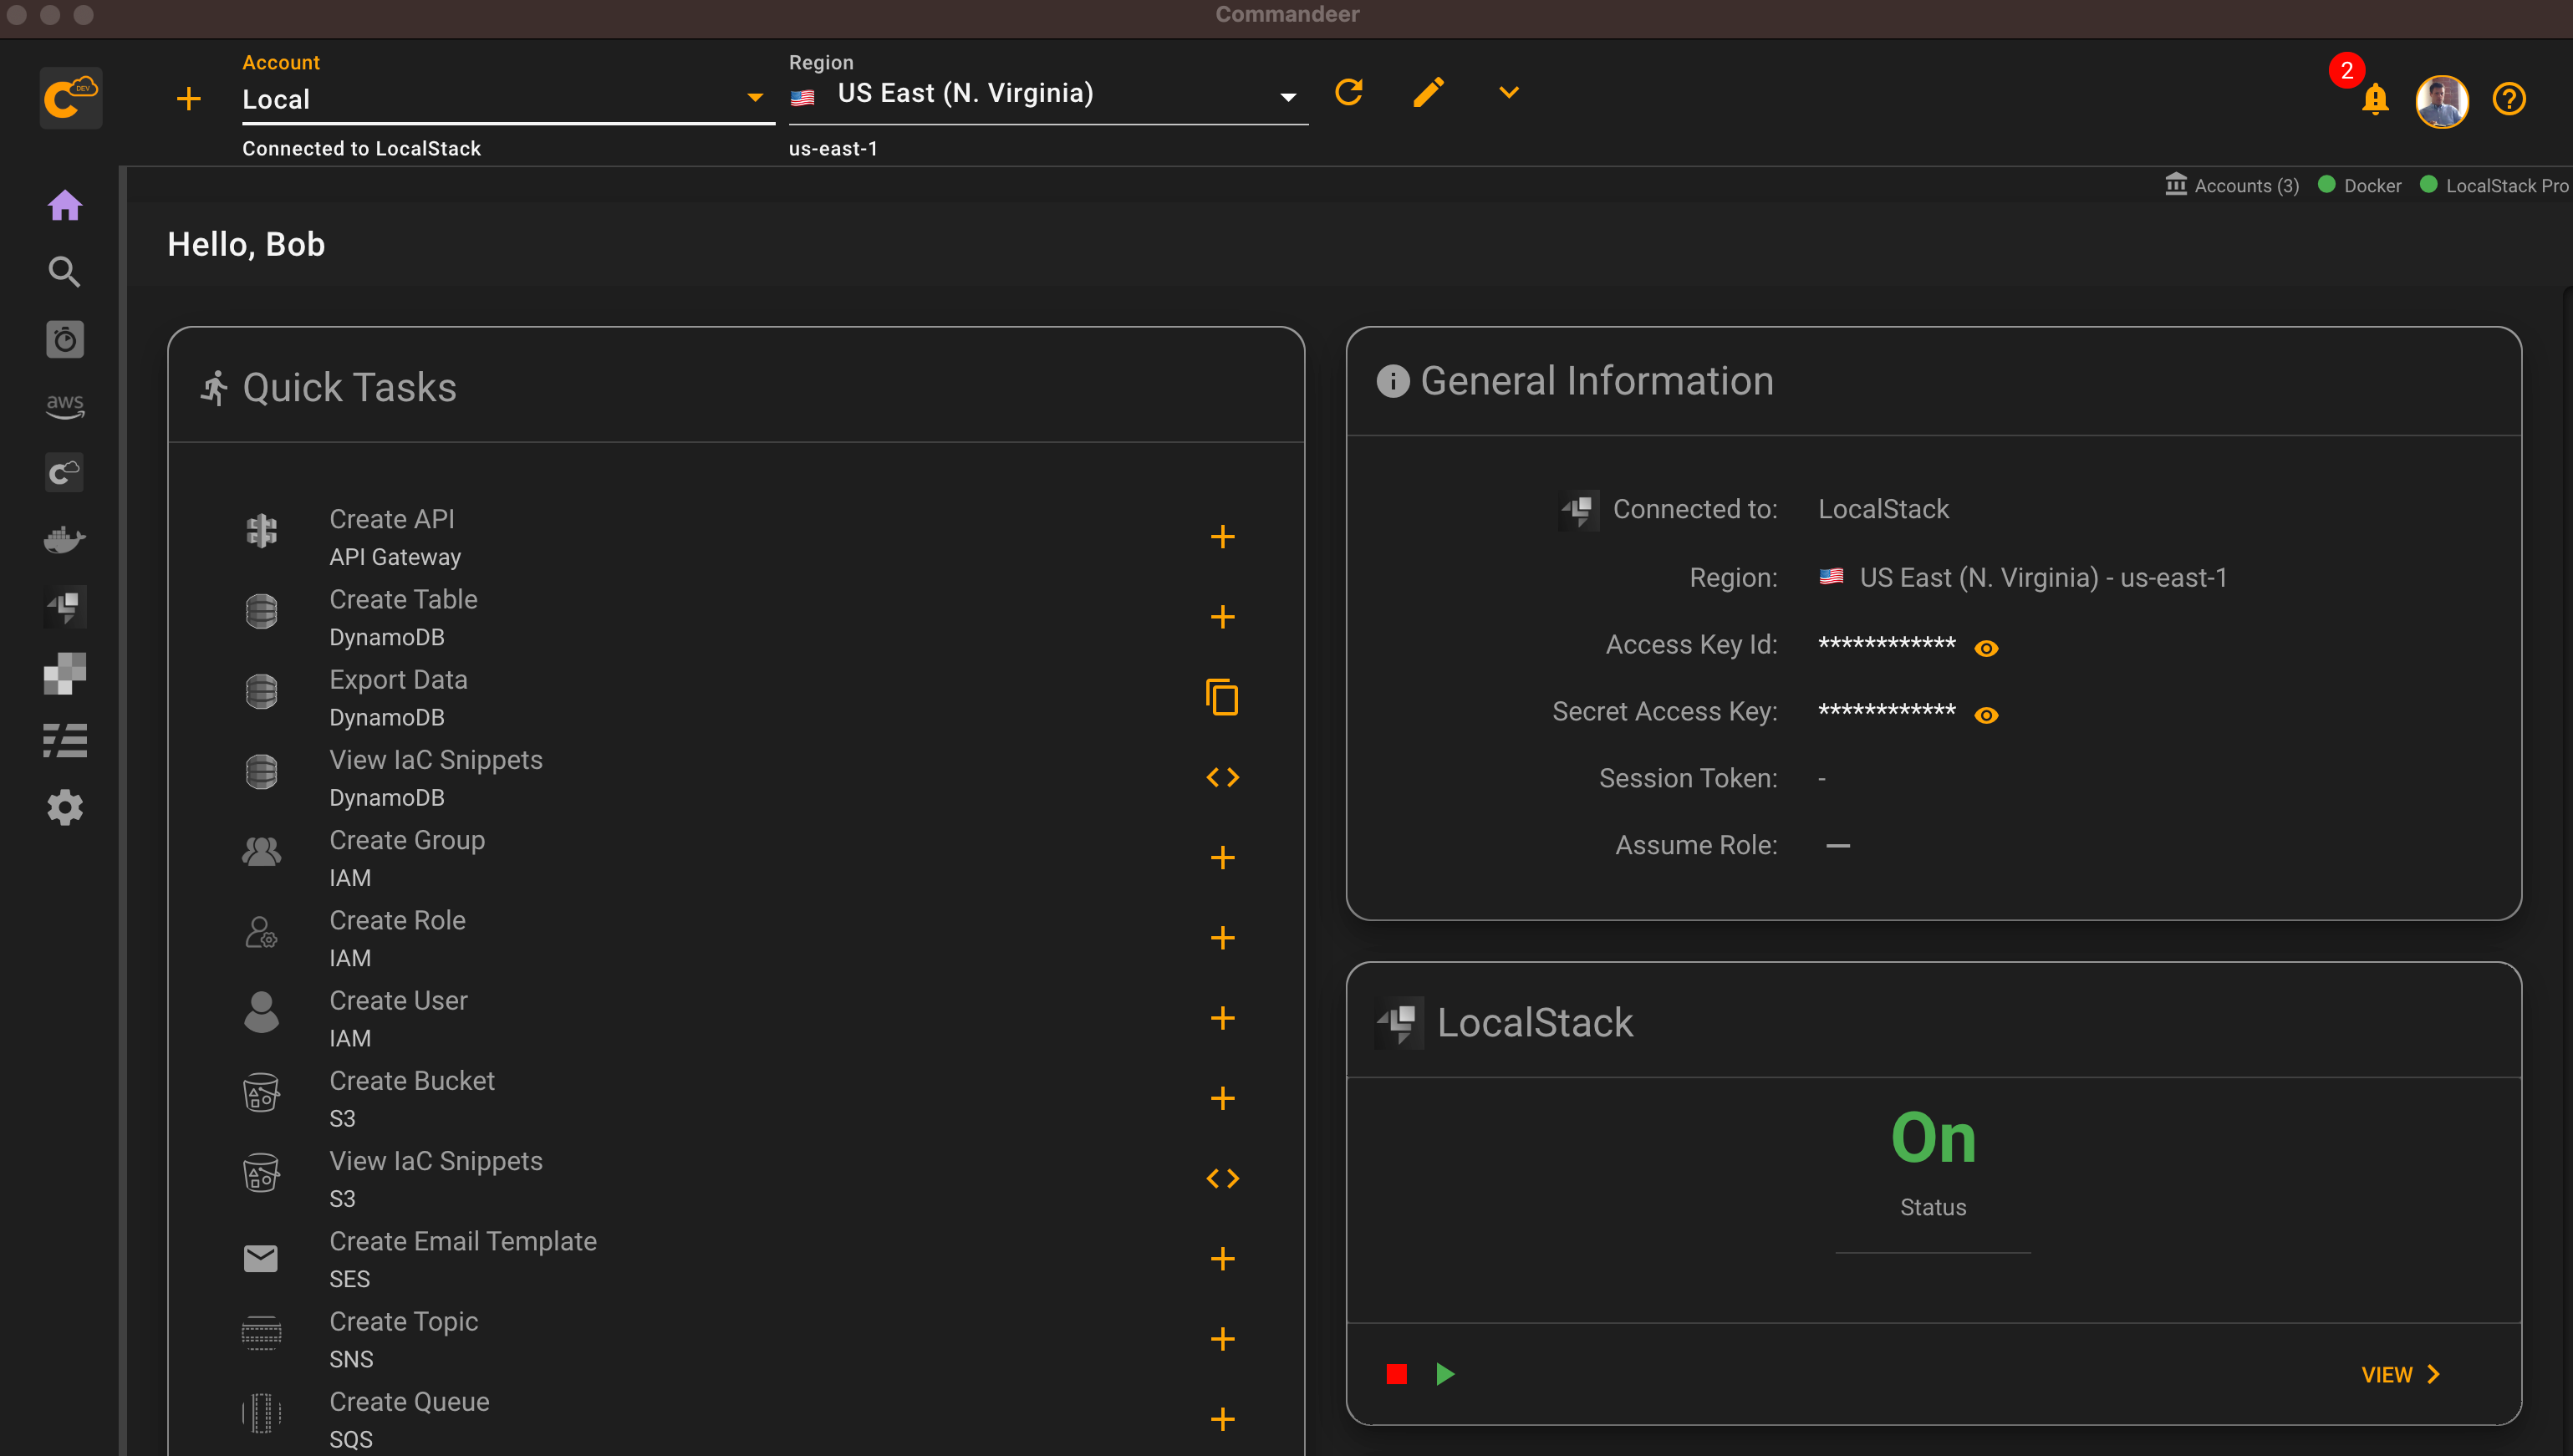 Commandeer
Account
Local
Connected to LocalStack
Region
US East (N. Virginia)
us-east-1
2
DEV
Accounts (3)
Docker
LocalStack Pro
aws
Hello, Bob
Quick Tasks
Create API
API Gateway
Create Table
DynamoDB
Export Data
DynamoDB
View IaC Snippets
DynamoDB
Create Group
IAM
Create Role
IAM
Create User
IAM
Create Bucket
S3
View IaC Snippets
S3
Create Email Template
SES
Create Topic
SNS
Create Queue
SQS
General Information
Connected to: LocalStack
Region: US East (N. Virginia) - us-east-1
Access Key Id: ************
Secret Access Key: ************
Session Token: -
Assume Role: —
LocalStack
On
Status
VIEW